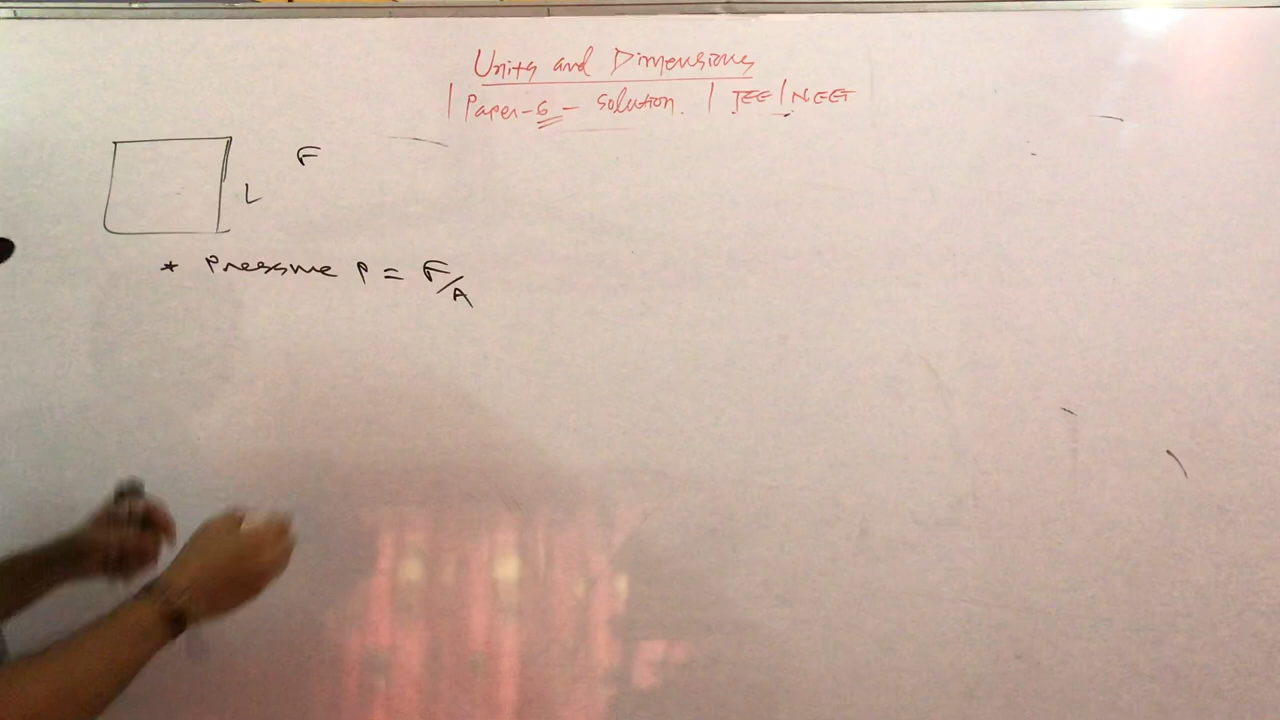 Units and Dimensions
| Paper-6 - Solution. | JEE | NEET
F
L
* Pressure P = F/A